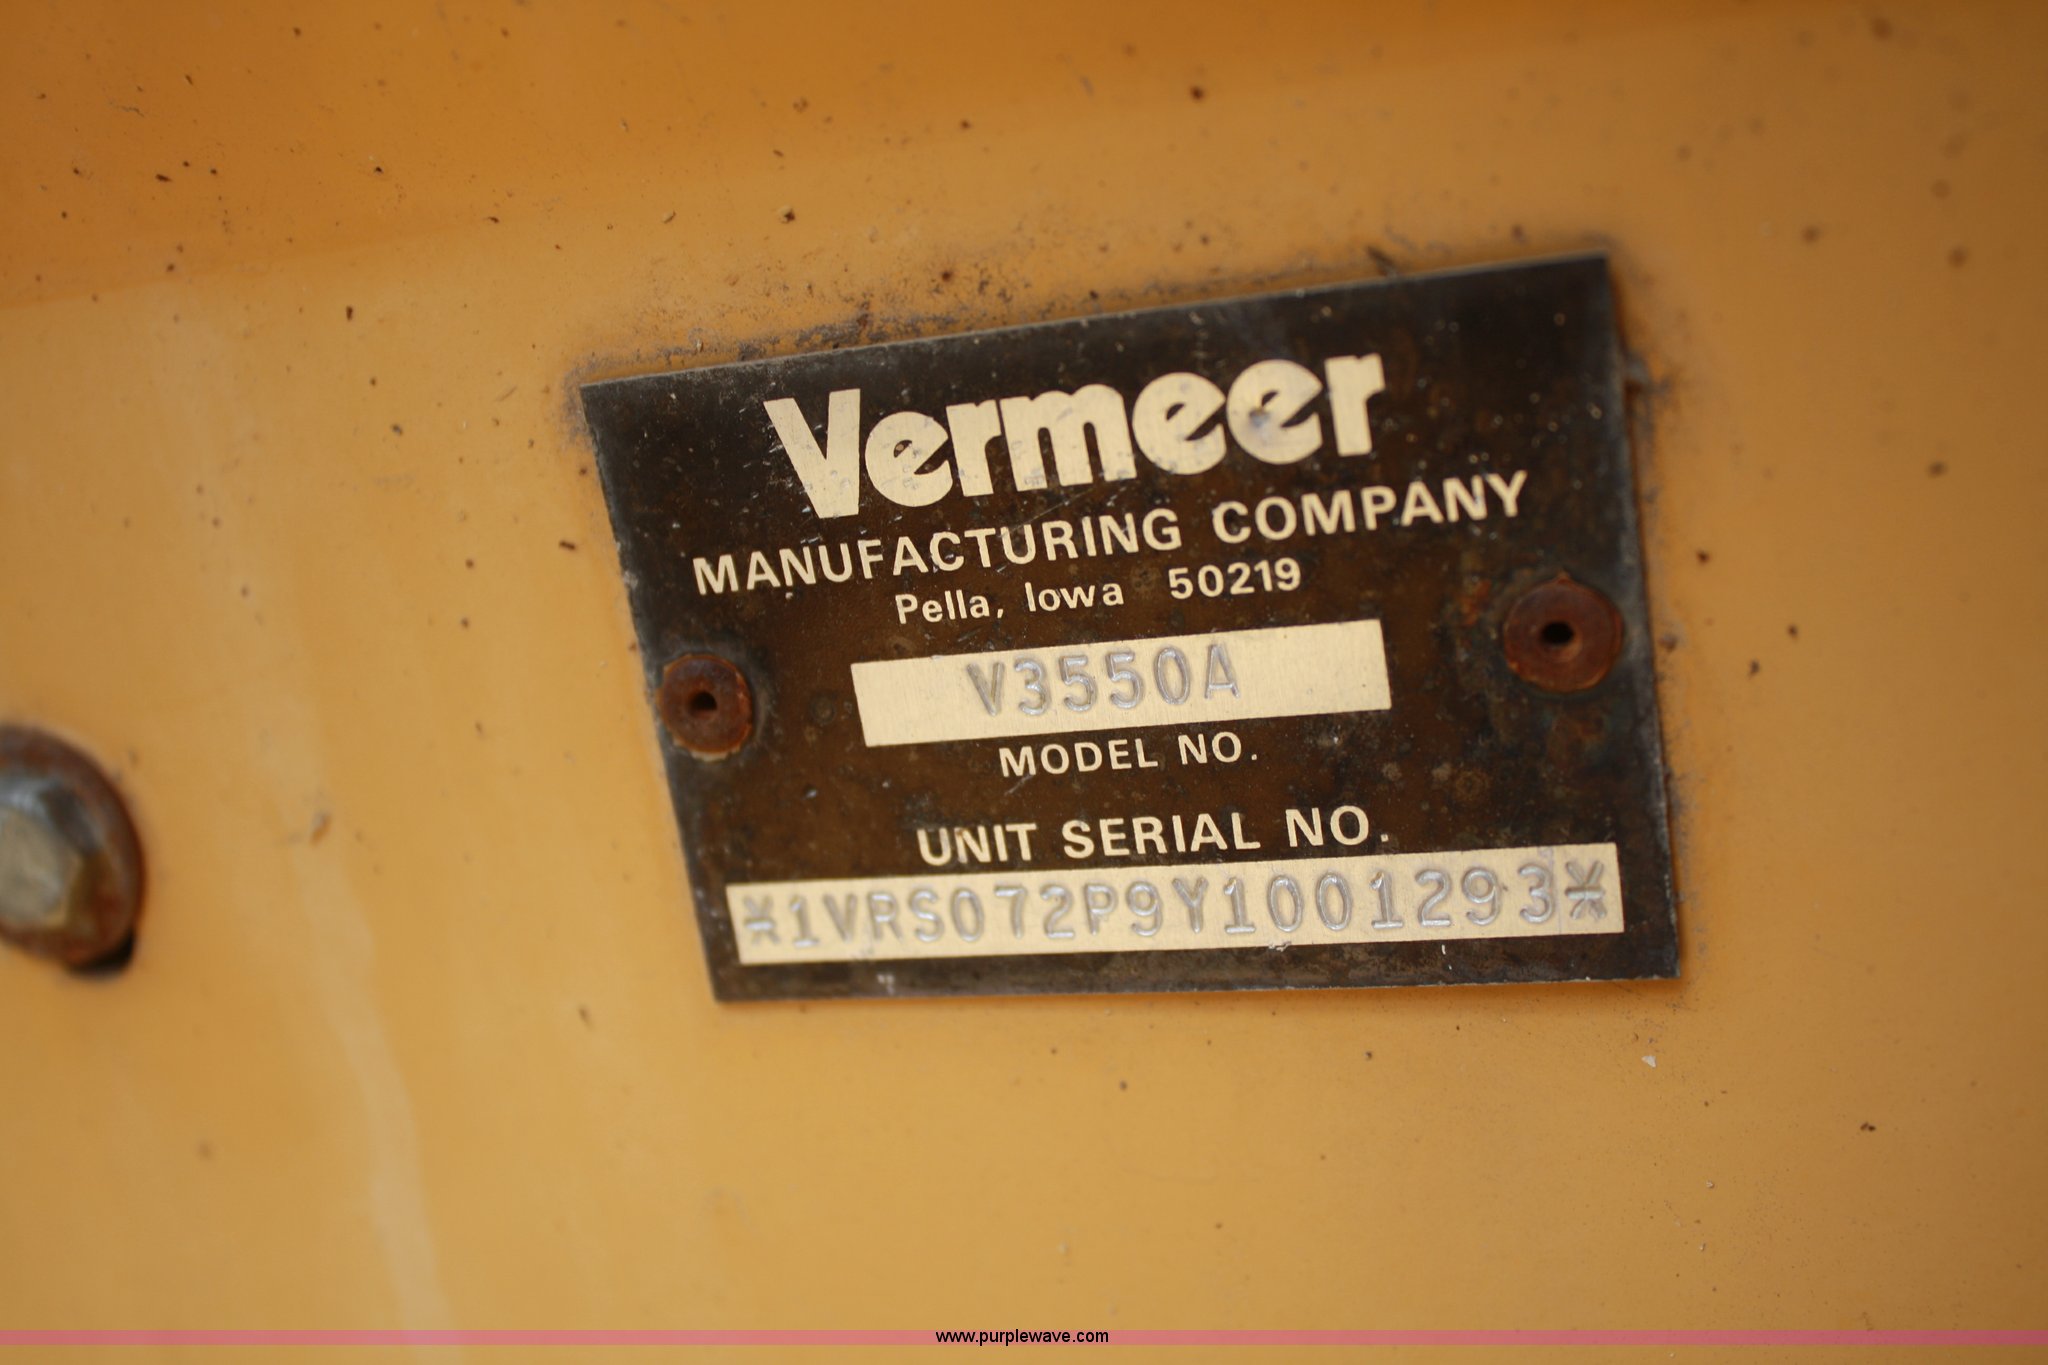 Vermeer
MANUFACTURING COMPANY
Pella, Iowa 50219
V3550A
MODEL NO.
UNIT SERIAL NO.
*1VRS072P9Y1001293*
www.purplewave.com